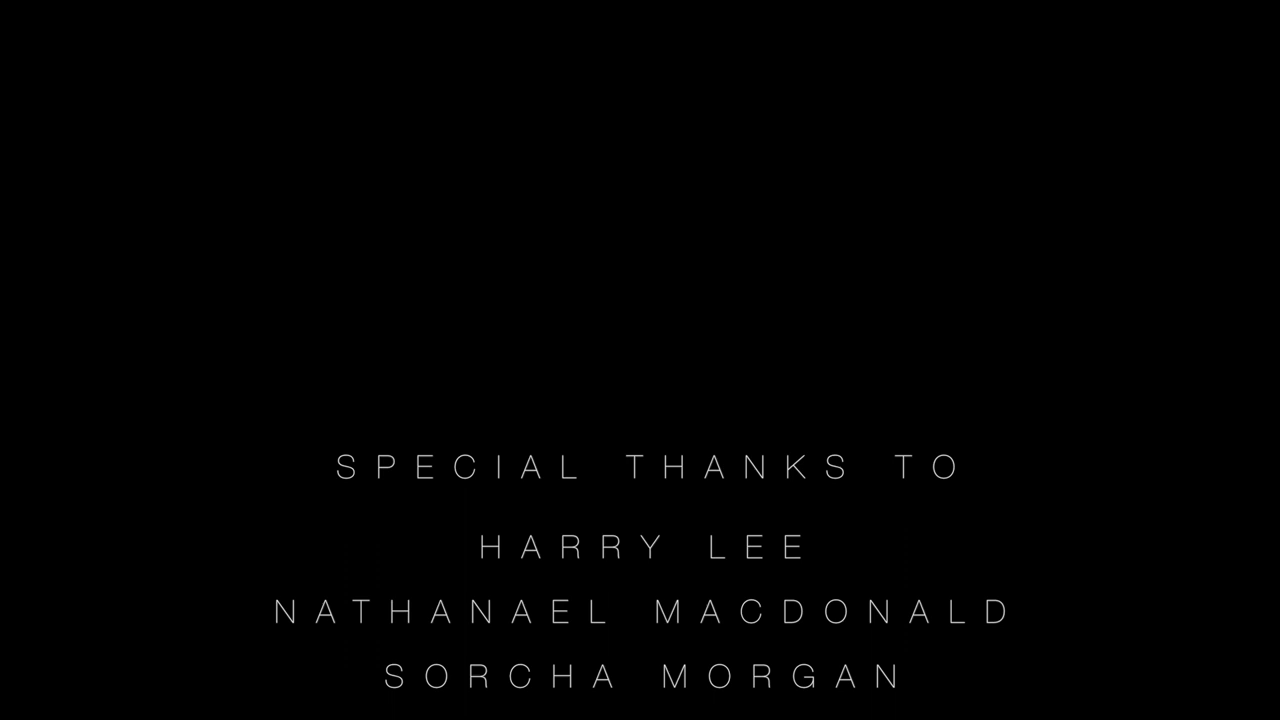 SPECIAL THANKS TO
HARRY LEE
NATHANAEL MACDONALD
SORCHA MORGAN